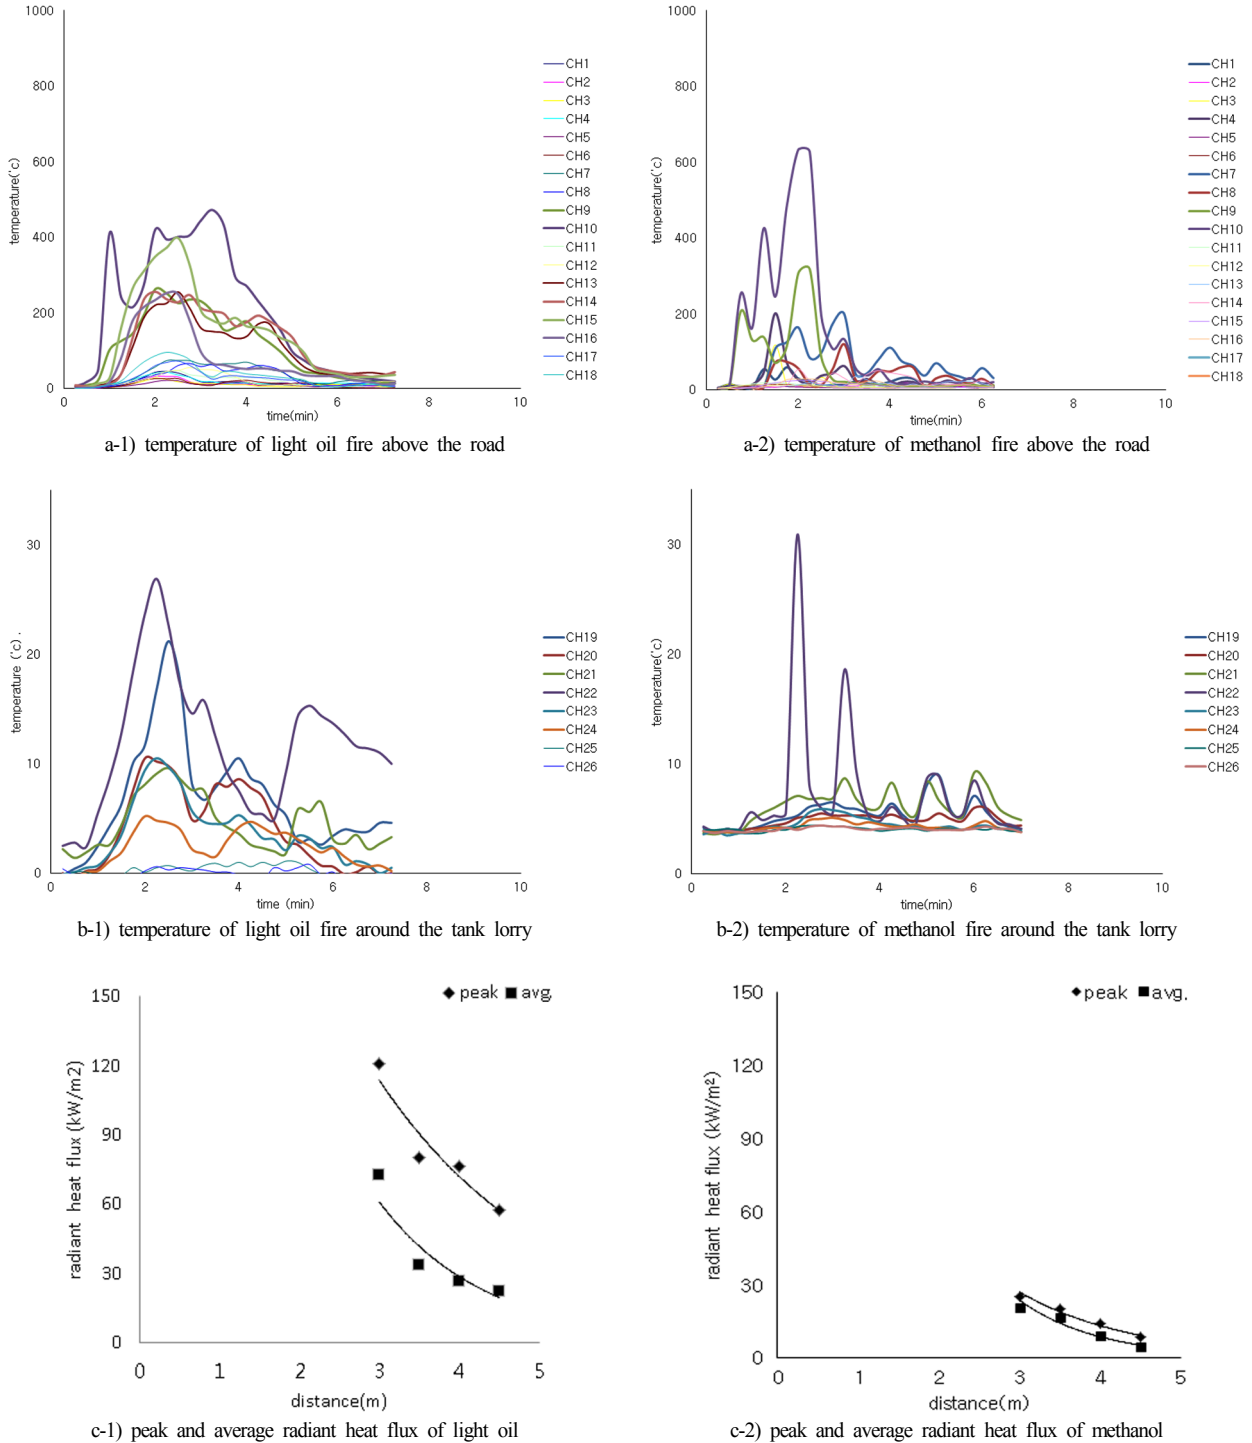 1000
800
600
400
200
0
temperature(℃)
0 2 4 6 8 10
time(min)
CH1
CH2
CH3
CH4
CH5
CH6
CH7
CH8
CH9
CH10
CH11
CH12
CH13
CH14
CH15
CH16
CH17
CH18
a-1) temperature of light oil fire above the road
1000
800
600
400
200
0
temperature(℃)
0 2 4 6 8 10
time(min)
CH1
CH2
CH3
CH4
CH5
CH6
CH7
CH8
CH9
CH10
CH11
CH12
CH13
CH14
CH15
CH16
CH17
CH18
a-2) temperature of methanol fire above the road
30
20
10
0
temperature (℃) .
0 2 4 6 8 10
time (min)
CH19
CH20
CH21
CH22
CH23
CH24
CH25
CH26
b-1) temperature of light oil fire around the tank lorry
30
20
10
0
temperature(℃)
0 2 4 6 8 10
time(min)
CH19
CH20
CH21
CH22
CH23
CH24
CH25
CH26
b-2) temperature of methanol fire around the tank lorry
peak avg.
150
120
90
60
30
0
radiant heat flux (kW/m2)
0 1 2 3 4 5
distance(m)
c-1) peak and average radiant heat flux of light oil
peak avg.
150
120
90
60
30
0
radiant heat flux (kW/m²)
0 1 2 3 4 5
distance(m)
c-2) peak and average radiant heat flux of methanol